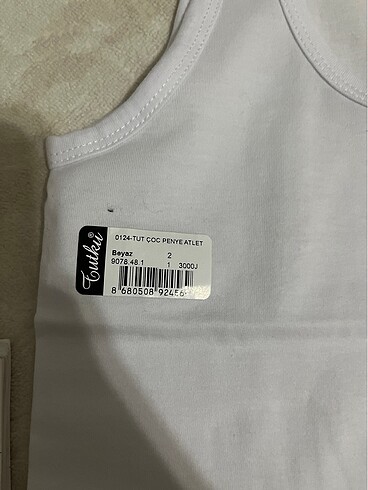 Tutku®
0124-TUT ÇOC PENYE ATLET
Beyaz 2
9078.48.1 1 3000J
8 680508 92456